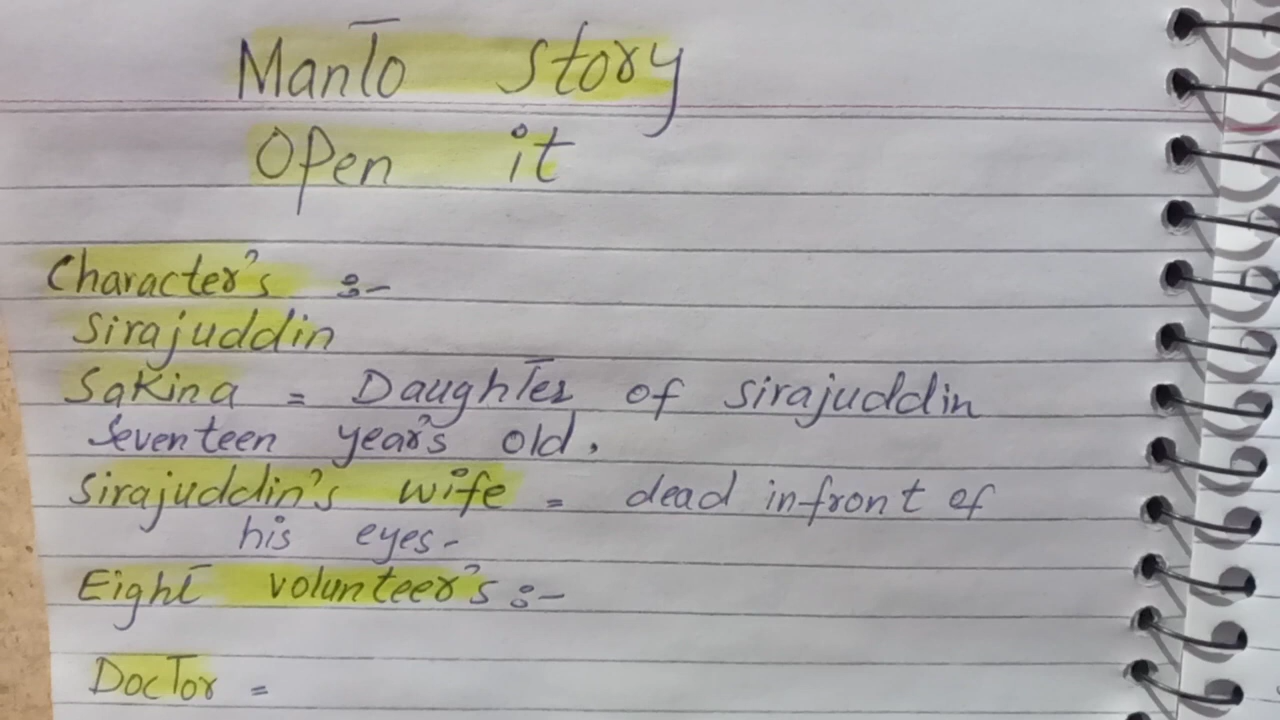 Manto story
Open it
Character's :-
Sirajuddin
Sakina = Daughter of sirajuddin
seventeen year's old.
Sirajuddin's wife = dead infront of
his eyes-
Eight volunteer's :-
Doctor =